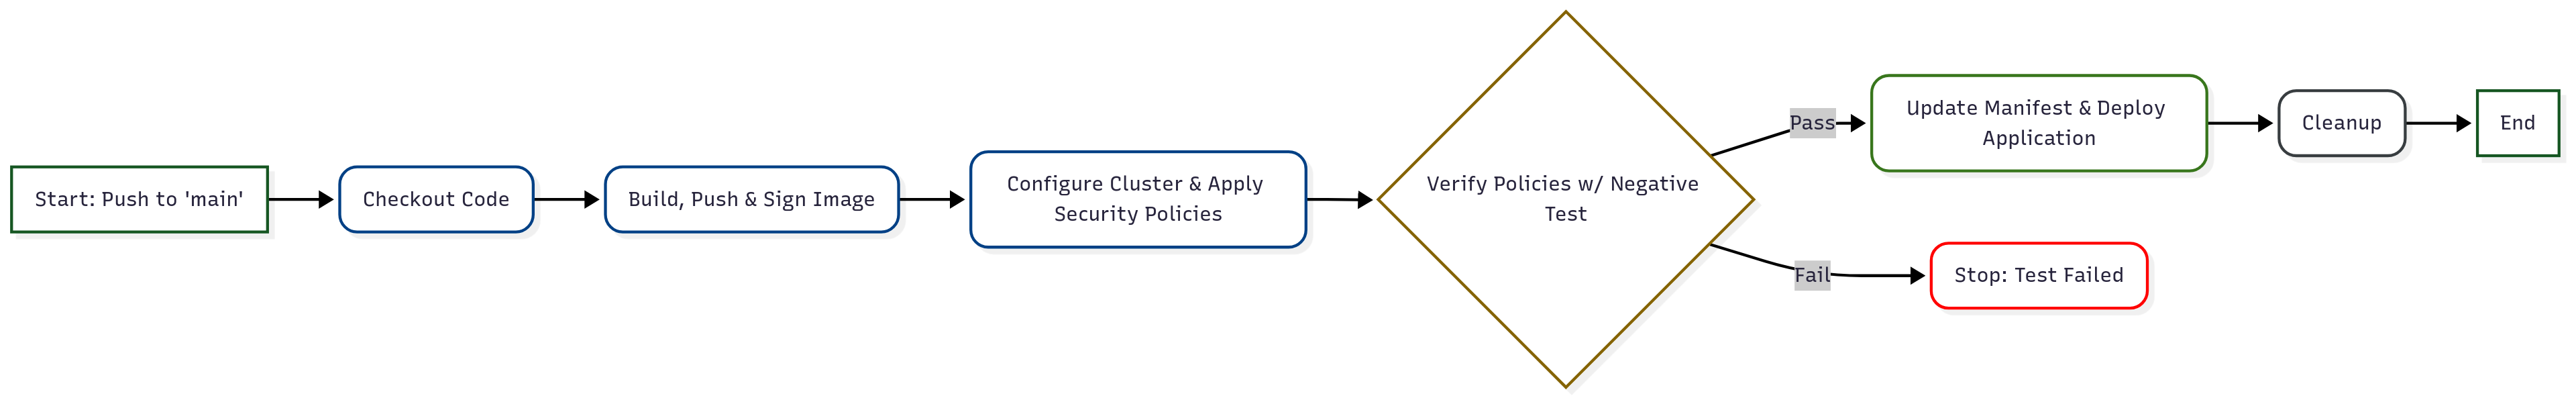 Start: Push to 'main'
Checkout Code
Build, Push & Sign Image
Configure Cluster & Apply
Security Policies
Verify Policies w/ Negative
Test
Pass
Update Manifest & Deploy
Application
Cleanup
End
Fail
Stop: Test Failed